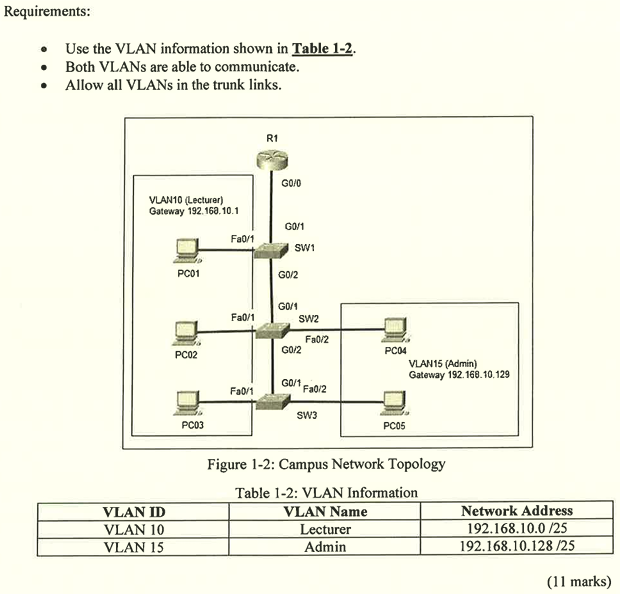 Requirements:
• Use the VLAN information shown in Table 1-2.
• Both VLANs are able to communicate.
• Allow all VLANs in the trunk links.
R1
G0/0
VLAN10 (Lecturer)
Gateway 192.168.10.1
G0/1
Fa0/1
SW1
PC01
G0/2
G0/1
Fa0/1
SW2
Fa0/2
PC02
G0/2
PC04
VLAN15 (Admin)
Gateway 192.168.10.129
Fa0/1
G0/1
Fa0/2
PC03
SW3
PC05
Figure 1-2: Campus Network Topology
Table 1-2: VLAN Information
VLAN ID VLAN Name Network Address
VLAN 10 Lecturer 192.168.10.0 /25
VLAN 15 Admin 192.168.10.128 /25
(11 marks)